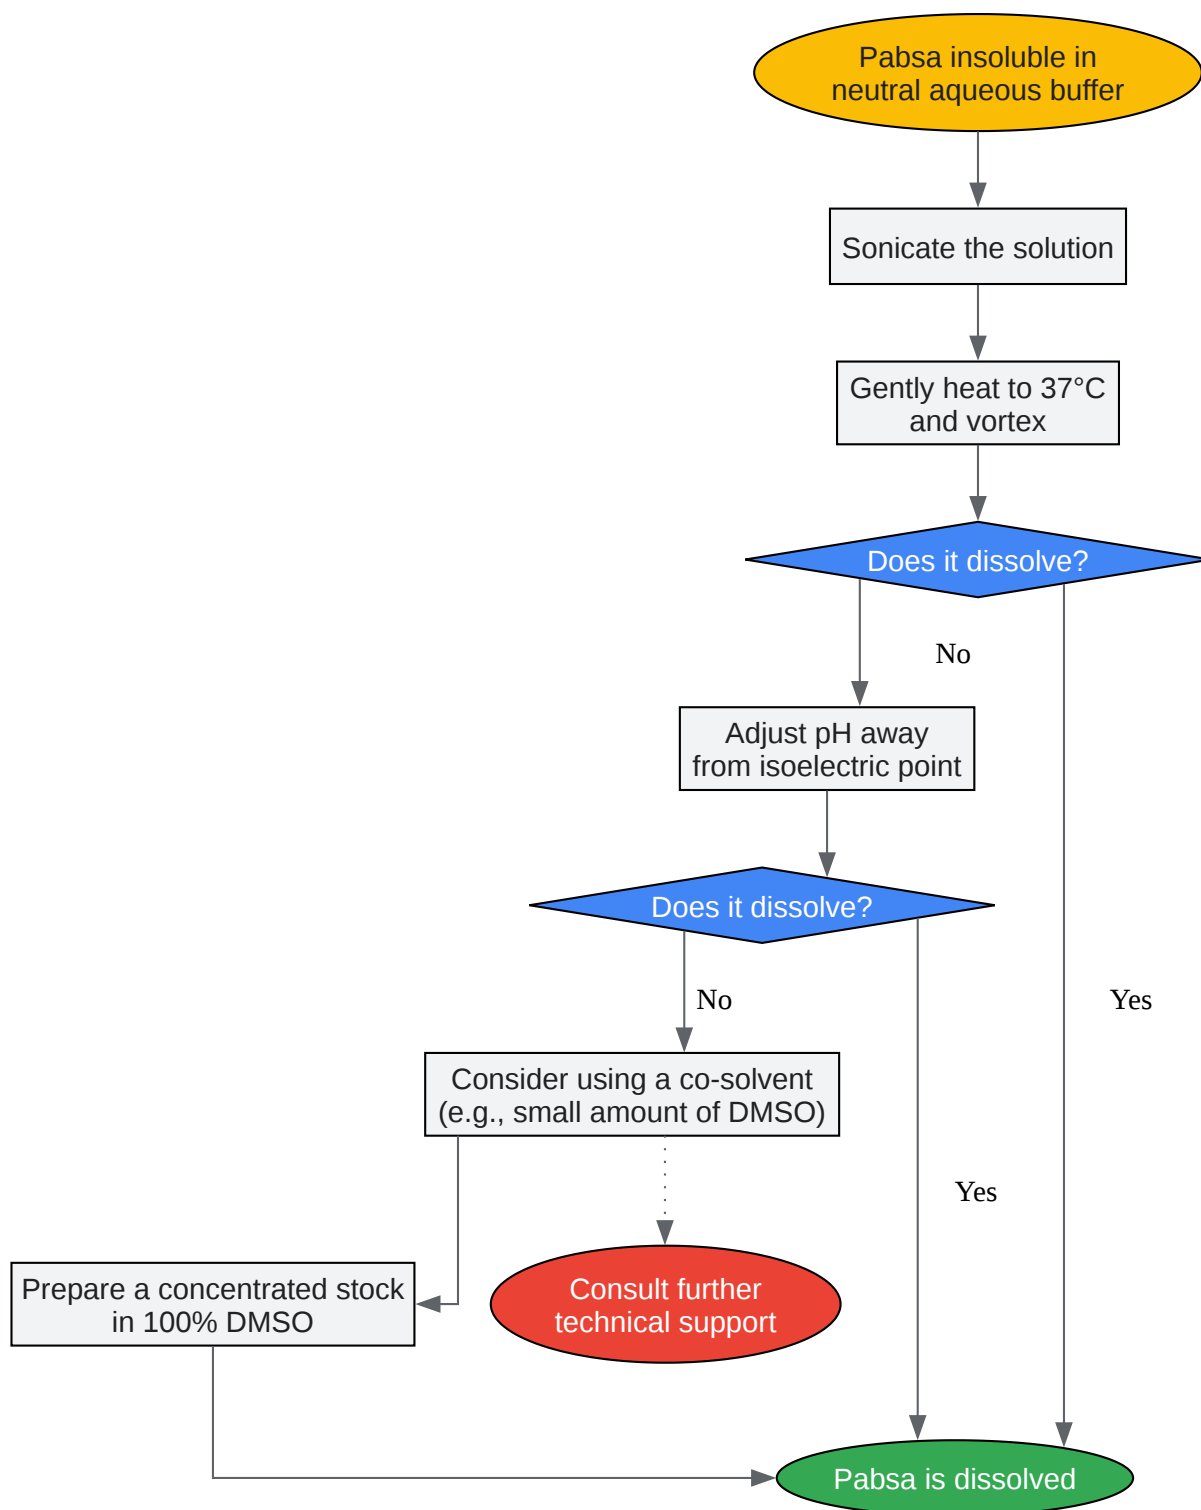 Pabsa insoluble in
neutral aqueous buffer
Sonicate the solution
Gently heat to 37°C
and vortex
Does it dissolve?
No
Adjust pH away
from isoelectric point
Does it dissolve?
No
Yes
Consider using a co-solvent
(e.g., small amount of DMSO)
Yes
Prepare a concentrated stock
in 100% DMSO
Consult further
technical support
Pabsa is dissolved